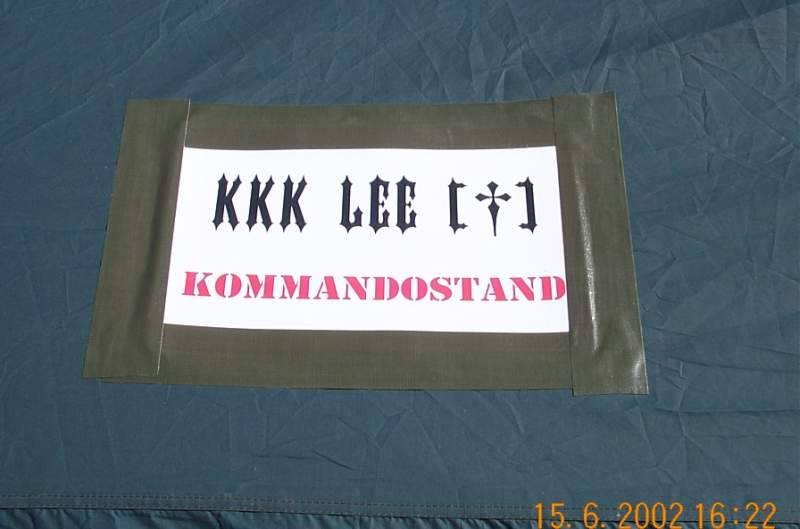 KKK LEE [†]
KOMMANDOSTAND
15. 6. 2002 16:22